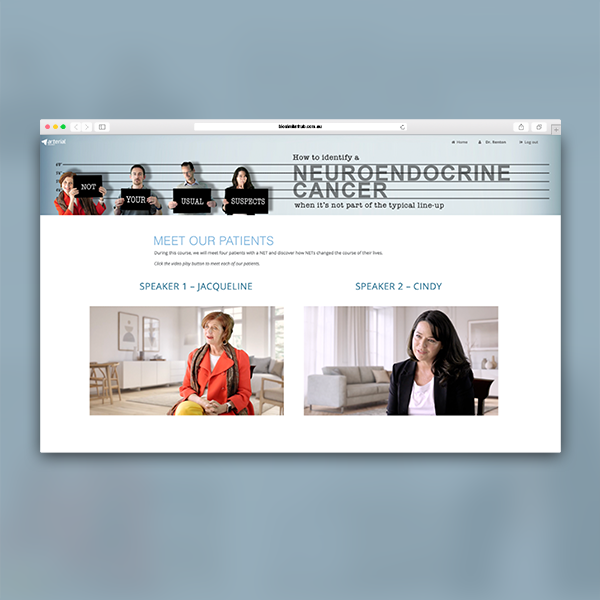 biosimilarhub.com.au
arterial
Home
Dr. Banison
Log out
NOT
YOUR
USUAL
SUSPECTS
How to identify a
NEUROENDOCRINE
CANCER
when it's not part of the typical line-up
MEET OUR PATIENTS
During this course, we will meet four patients with a NET and discover how NETs changed the course of their lives.
Click the video play button to meet each of our patients.
SPEAKER 1 – JACQUELINE
SPEAKER 2 – CINDY